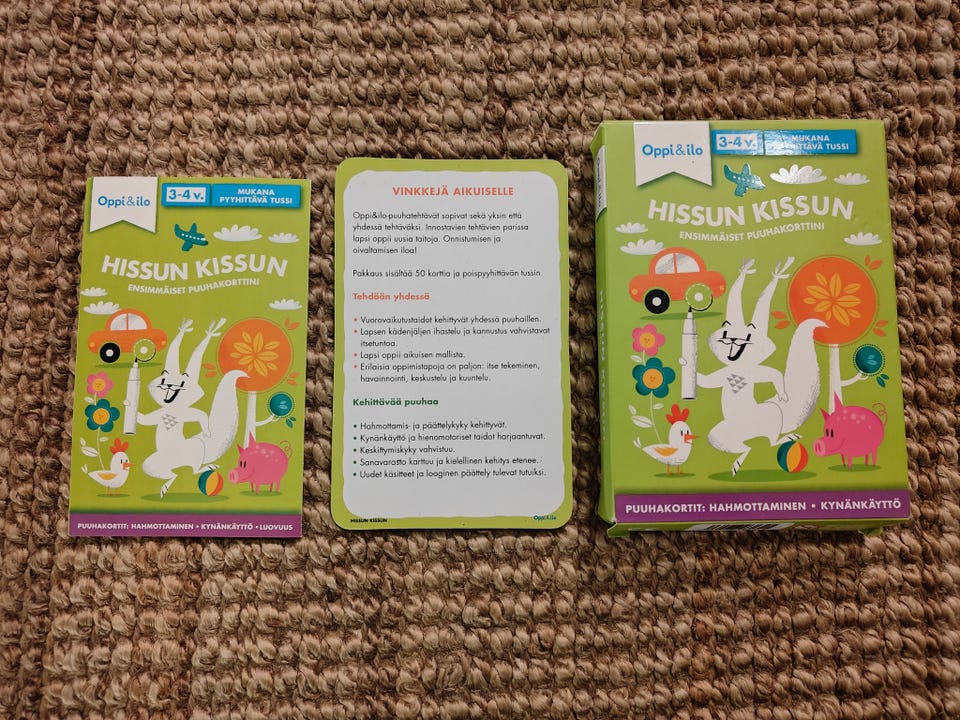 Oppi&ilo
3-4 v.
MUKANA
PYYHITTÄVÄ TUSSI
HISSUN KISSUN
ENSIMMÄISET PUUHAKORTTINI
PUUHAKORTIT: HAHMOTTAMINEN • KYNÄNKÄYTTÖ • LUOVUUS
VINKKEJÄ AIKUISELLE
Oppi&ilo-puuhatehtävät sopivat sekä yksin että
yhdessä tehtäväksi. Innostavien tehtävien parissa
lapsi oppii uusia taitoja. Onnistumisen ja
oivaltamisen iloa!
Pakkaus sisältää 50 korttia ja poispyyhittävän tussin.
Tehdään yhdessä
• Vuorovaikutustaidot kehittyvät yhdessä puuhaillen.
• Lapsen kädenjäljen ihastelu ja kannustus vahvistavat
itsetuntoa.
• Lapsi oppii aikuisen mallista.
• Erilaisia oppimistapoja on paljon: itse tekeminen,
havainnointi, keskustelu ja kuuntelu.
Kehittävää puuhaa
• Hahmottamis- ja päättelykyky kehittyvät.
• Kynänkäyttö ja hienomotoriset taidot harjaantuvat.
• Keskittymiskyky vahvistuu.
• Sanavarasto karttuu ja kielellinen kehitys etenee.
• Uudet käsitteet ja looginen päättely tulevat tutuiksi.
HISSUN KISSUN
Oppi&ilo
Oppi&ilo
3-4 v.
MUKANA
PYYHITTÄVÄ TUSSI
HISSUN KISSUN
ENSIMMÄISET PUUHAKORTTINI
PUUHAKORTIT: HAHMOTTAMINEN • KYNÄNKÄYTTÖ